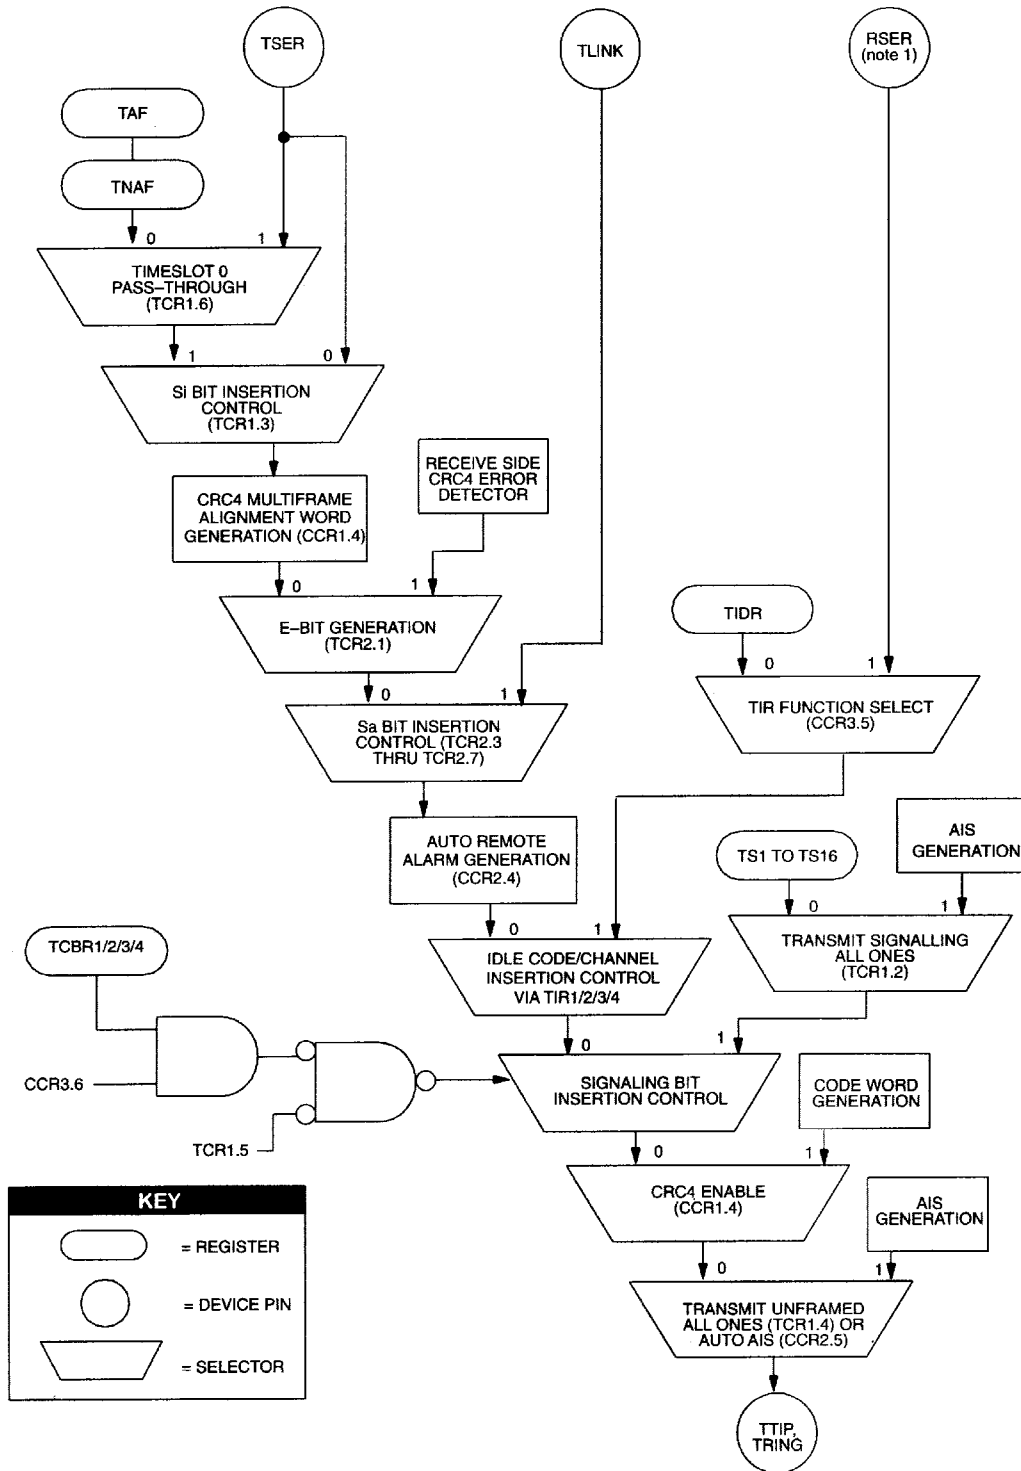 TSER
TLINK
RSER
(note 1)
TAF
TNAF
0
1
TIMESLOT 0
PASS–THROUGH
(TCR1.6)
1
0
Si BIT INSERTION
CONTROL
(TCR1.3)
RECEIVE SIDE
CRC4 ERROR
DETECTOR
CRC4 MULTIFRAME
ALIGNMENT WORD
GENERATION (CCR1.4)
0
1
E–BIT GENERATION
(TCR2.1)
TIDR
0
1
TIR FUNCTION SELECT
(CCR3.5)
0
1
Sa BIT INSERTION
CONTROL (TCR2.3
THRU TCR2.7)
AUTO REMOTE
ALARM GENERATION
(CCR2.4)
TS1 TO TS16
AIS
GENERATION
0
1
TRANSMIT SIGNALLING
ALL ONES
(TCR1.2)
0
1
IDLE CODE/CHANNEL
INSERTION CONTROL
VIA TIR1/2/3/4
TCBR1/2/3/4
CCR3.6
TCR1.5
0
1
SIGNALING BIT
INSERTION CONTROL
CODE WORD
GENERATION
0
1
CRC4 ENABLE
(CCR1.4)
AIS
GENERATION
0
1
TRANSMIT UNFRAMED
ALL ONES (TCR1.4) OR
AUTO AIS (CCR2.5)
TTIP,
TRING
KEY
= REGISTER
= DEVICE PIN
= SELECTOR